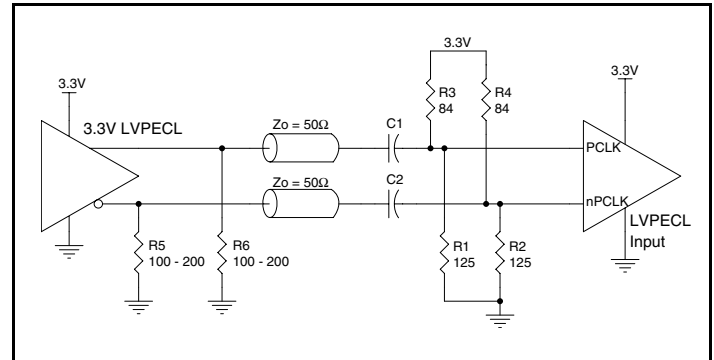 3.3V
3.3V LVPECL
Zo = 50Ω
Zo = 50Ω
C1
C2
R5
100 - 200
R6
100 - 200
3.3V
R3
84
R4
84
R1
125
R2
125
3.3V
PCLK
nPCLK
LVPECL
Input